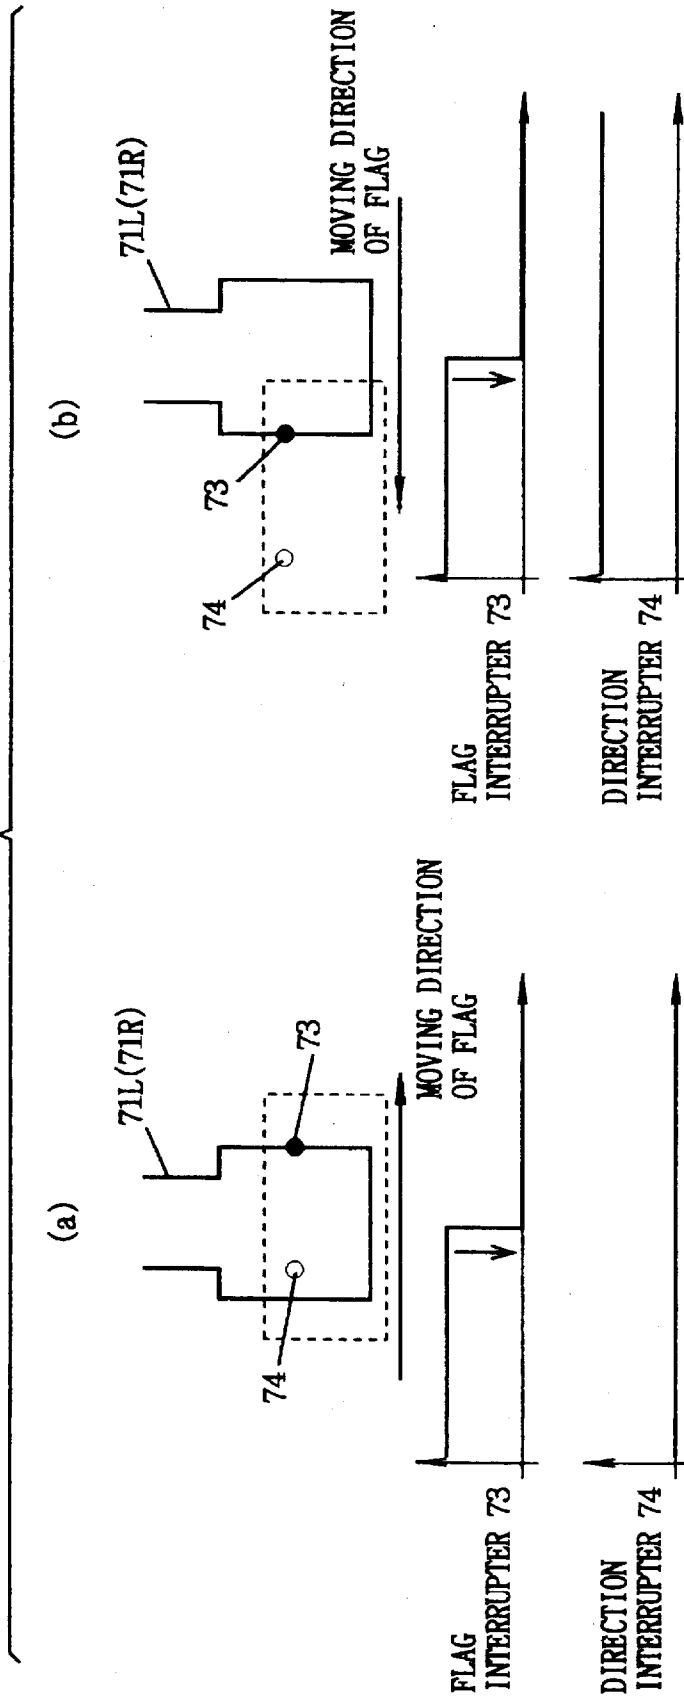 (a)
71L(71R)
73
74
MOVING DIRECTION
OF FLAG
FLAG
INTERRUPTER 73
DIRECTION
INTERRUPTER 74
(b)
71L(71R)
73
74
MOVING DIRECTION
OF FLAG
FLAG
INTERRUPTER 73
DIRECTION
INTERRUPTER 74